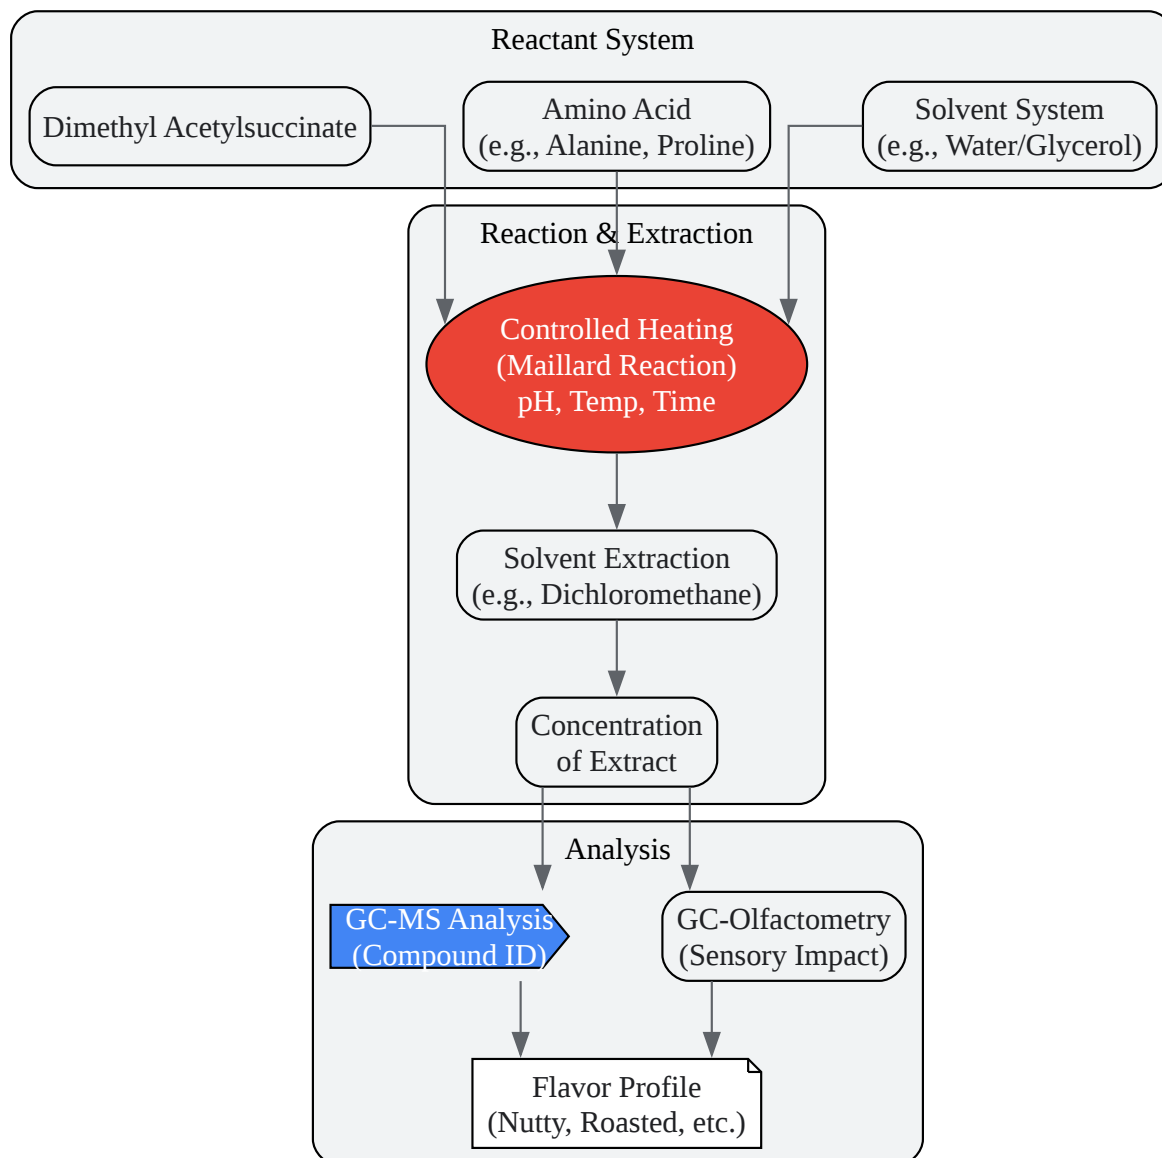 Reactant System
Dimethyl Acetylsuccinate
Amino Acid
(e.g., Alanine, Proline)
Solvent System
(e.g., Water/Glycerol)
Reaction & Extraction
Controlled Heating
(Maillard Reaction)
pH, Temp, Time
Solvent Extraction
(e.g., Dichloromethane)
Concentration
of Extract
Analysis
GC-MS Analysis
(Compound ID)
GC-Olfactometry
(Sensory Impact)
Flavor Profile
(Nutty, Roasted, etc.)